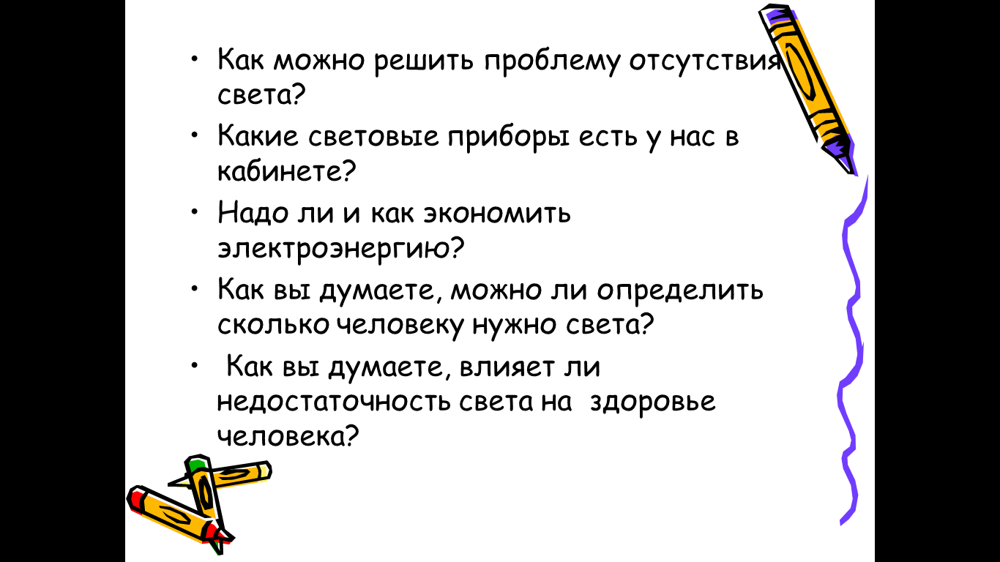 • Как можно решить проблему отсутствия
света?
• Какие световые приборы есть у нас в
кабинете?
• Надо ли и как экономить
электроэнергию?
• Как вы думаете, можно ли определить
сколько человеку нужно света?
• Как вы думаете, влияет ли
недостаточность света на здоровье
человека?